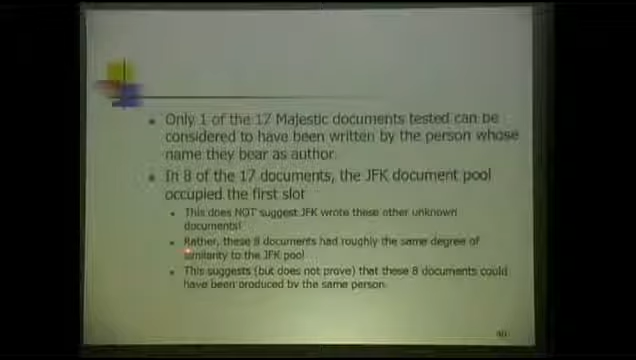 Only 1 of the 17 Majestic documents tested can be
considered to have been written by the person whose
name they bear as author.
In 8 of the 17 documents, the JFK document pool
occupied the first slot
This does NOT suggest JFK wrote these other unknown
documents!
Rather, these 8 documents had roughly the same degree of
similarity to the JFK pool
This suggests (but does not prove) that these 8 documents could
have been produced by the same person.